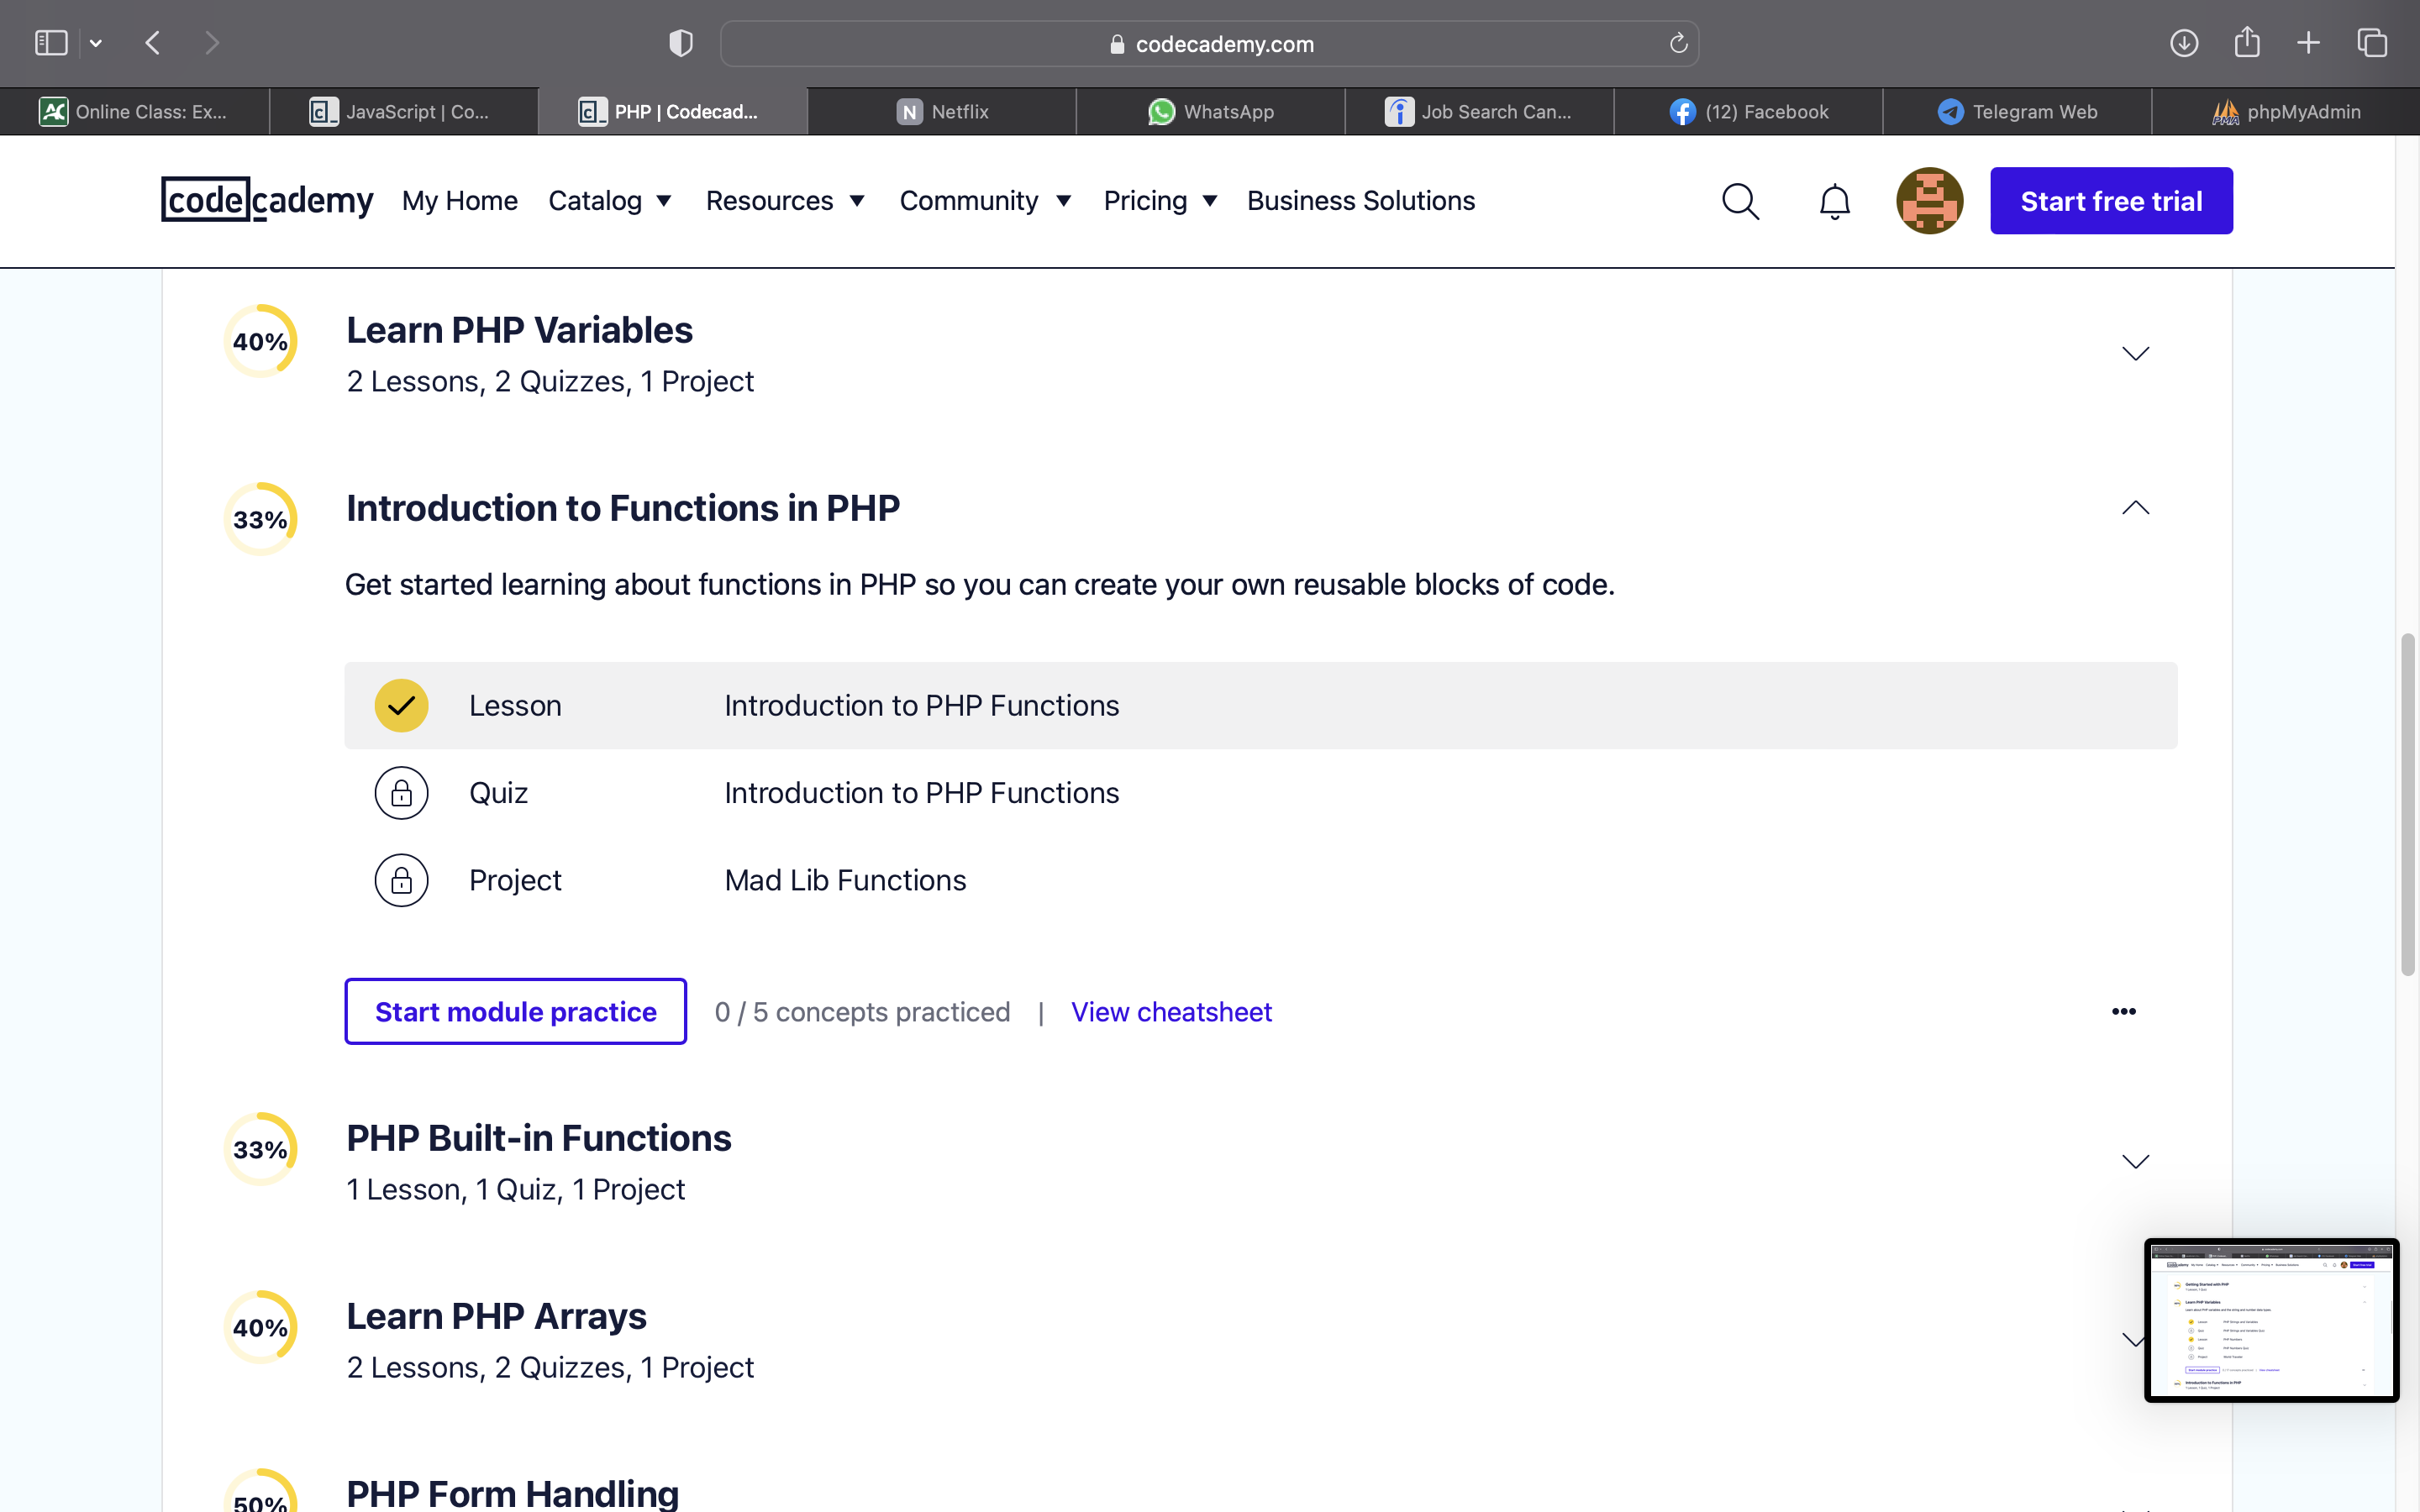 codecademy.com
Online Class: Ex...
JavaScript | Co...
PHP | Codecad...
N Netflix
WhatsApp
Job Search Can...
(12) Facebook
Telegram Web
phpMyAdmin
codecademy My Home Catalog Resources Community Pricing Business Solutions Start free trial
40% Learn PHP Variables
2 Lessons, 2 Quizzes, 1 Project
33% Introduction to Functions in PHP
Get started learning about functions in PHP so you can create your own reusable blocks of code.
Lesson Introduction to PHP Functions
Quiz Introduction to PHP Functions
Project Mad Lib Functions
Start module practice 0 / 5 concepts practiced | View cheatsheet
33% PHP Built-in Functions
1 Lesson, 1 Quiz, 1 Project
40% Learn PHP Arrays
2 Lessons, 2 Quizzes, 1 Project
50% PHP Form Handling